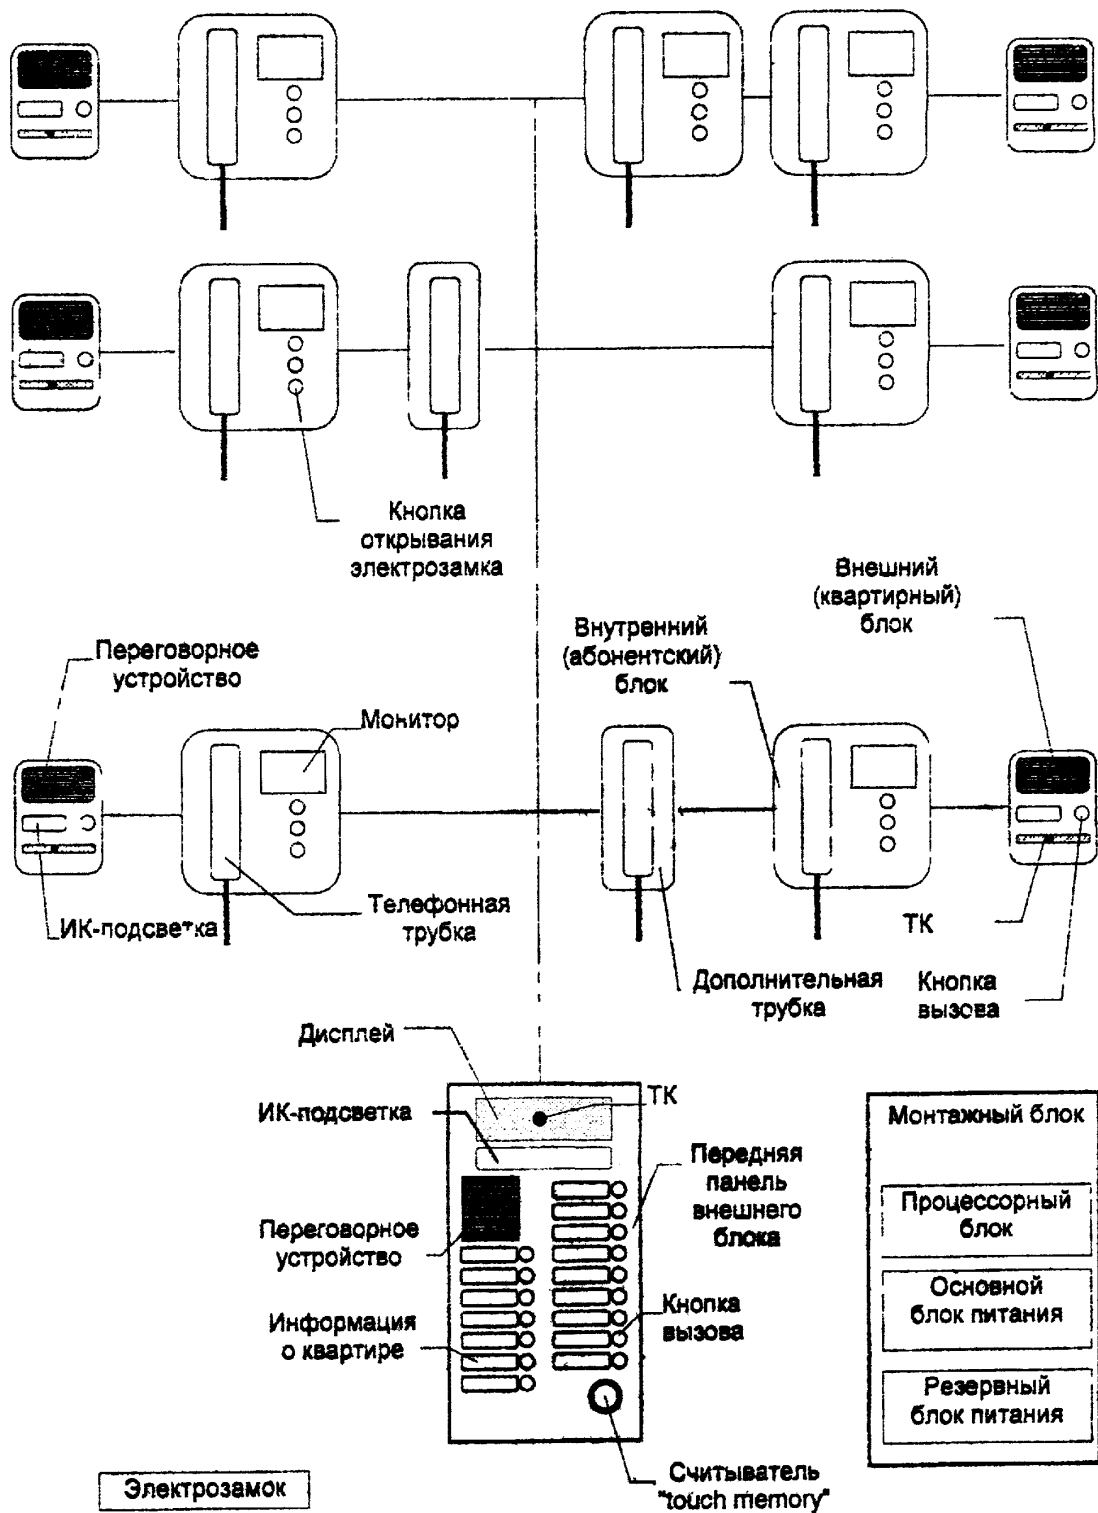 Кнопка
открывания
электрозамка
Внешний
(квартирный)
блок
Внутренний
(абонентский)
блок
Переговорное
устройство
Монитор
Телефонная
трубка
ИК-подсветка
ТК
Дополнительная
трубка
Кнопка
вызова
Дисплей
ИК-подсветка
ТК
Передняя
панель
внешнего
блока
Переговорное
устройство
Информация
о квартире
Кнопка
вызова
Считыватель
"touch memory"
Монтажный блок
Процессорный
блок
Основной
блок питания
Резервный
блок питания
Электрозамок